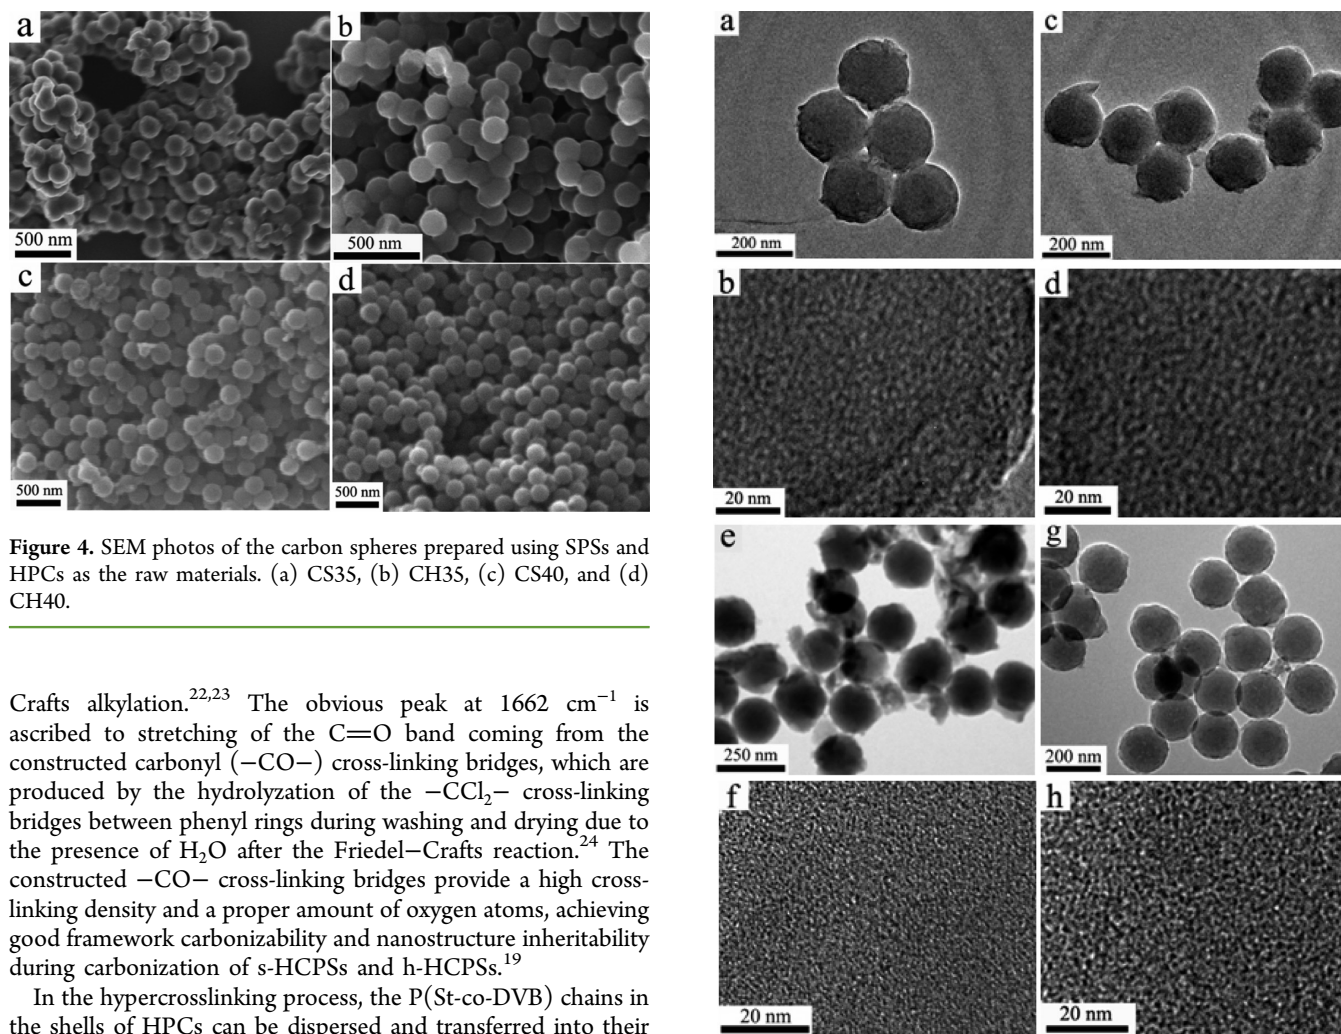 a
b
500 nm
500 nm
c
d
500 nm
500 nm
Figure 4. SEM photos of the carbon spheres prepared using SPSs and
HPCs as the raw materials. (a) CS35, (b) CH35, (c) CS40, and (d)
CH40.
Crafts alkylation.22,23 The obvious peak at 1662 cm−1 is
ascribed to stretching of the C=O band coming from the
constructed carbonyl (−CO−) cross-linking bridges, which are
produced by the hydrolyzation of the −CCl2− cross-linking
bridges between phenyl rings during washing and drying due to
the presence of H2O after the Friedel−Crafts reaction.24 The
constructed −CO− cross-linking bridges provide a high cross-
linking density and a proper amount of oxygen atoms, achieving
good framework carbonizability and nanostructure inheritability
during carbonization of s-HCPSs and h-HCPSs.19
In the hypercrosslinking process, the P(St-co-DVB) chains in
the shells of HPCs can be dispersed and transferred into their
a
c
200 nm
200 nm
b
d
20 nm
20 nm
e
g
250 nm
200 nm
f
h
20 nm
20 nm